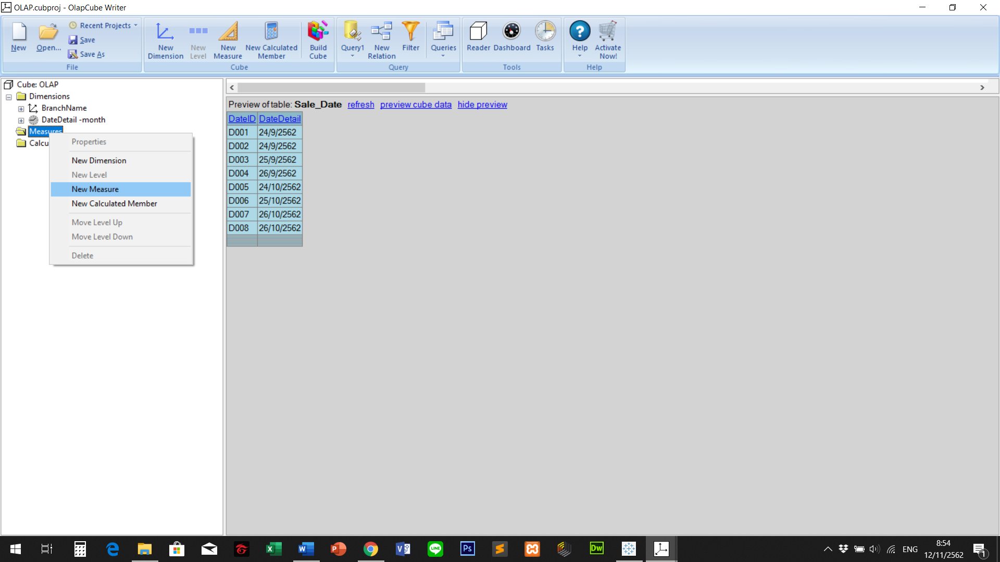 OLAP.cubproj - OlapCube Writer
New
Open...
Recent Projects
Save
Save As
File
New Dimension
New Level
New Measure
New Calculated Member
Build Cube
Cube
Query1
New Relation
Filter
Queries
Query
Reader
Dashboard
Tasks
Tools
Help
Activate Now!
Help
Cube: OLAP
Dimensions
BranchName
DateDetail -month
Measures
Calcu
Properties
New Dimension
New Level
New Measure
New Calculated Member
Move Level Up
Move Level Down
Delete
Preview of table: Sale_Date refresh preview cube data hide preview
DateID DateDetail
D001 24/9/2562
D002 24/9/2562
D003 25/9/2562
D004 26/9/2562
D005 24/10/2562
D006 25/10/2562
D007 26/10/2562
D008 26/10/2562
LINE
Ps
Dw
ENG
8:54
12/11/2562
1